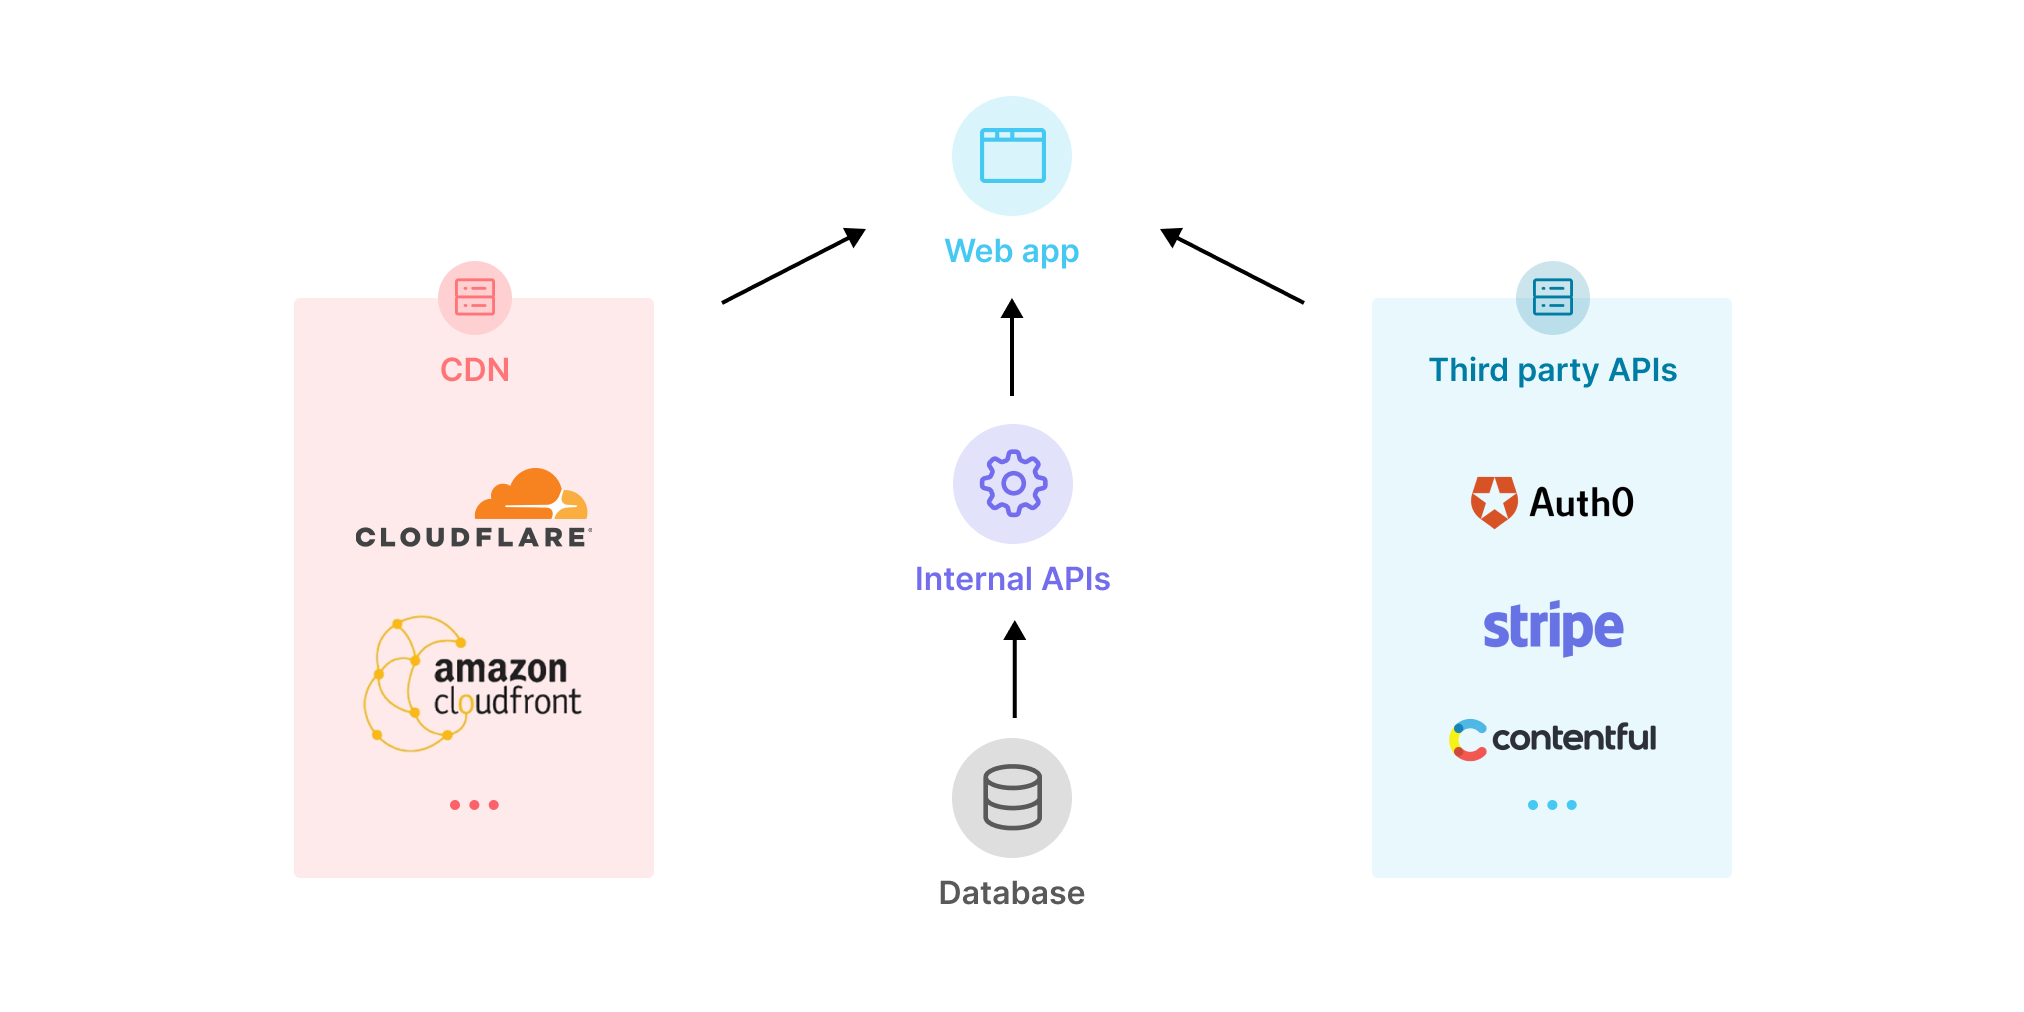 Web app
CDN
CLOUDFLARE®
amazon
cloudfront
Internal APIs
Database
Third party APIs
Auth0
stripe
contentful